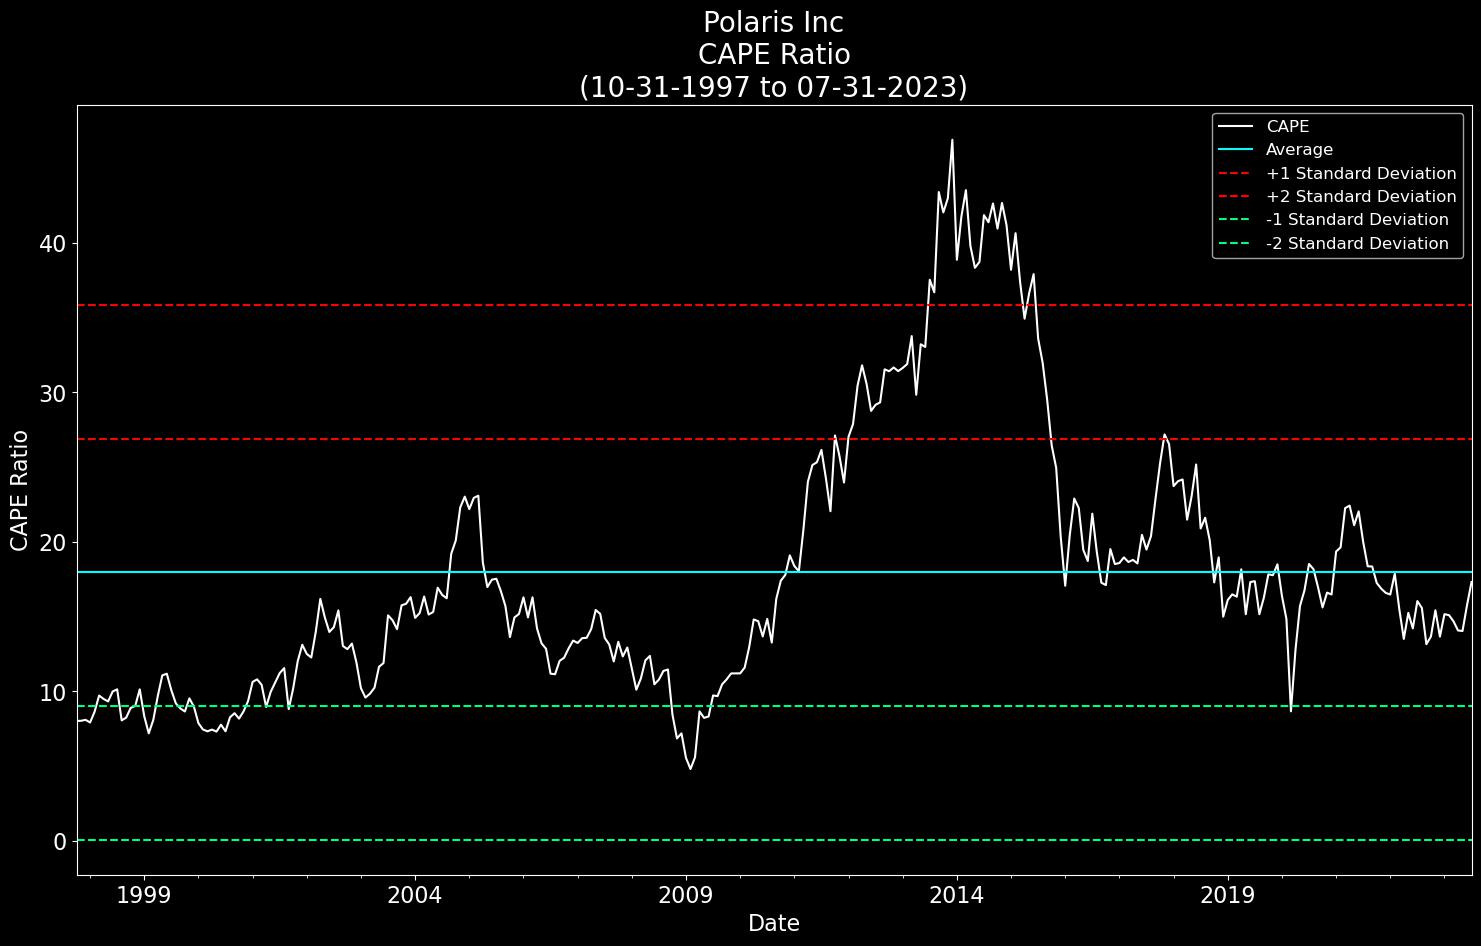 Polaris Inc
CAPE Ratio
(10-31-1997 to 07-31-2023)
CAPE
Average
+1 Standard Deviation
+2 Standard Deviation
-1 Standard Deviation
-2 Standard Deviation
CAPE Ratio
40
30
20
10
0
1999
2004
2009
2014
2019
Date